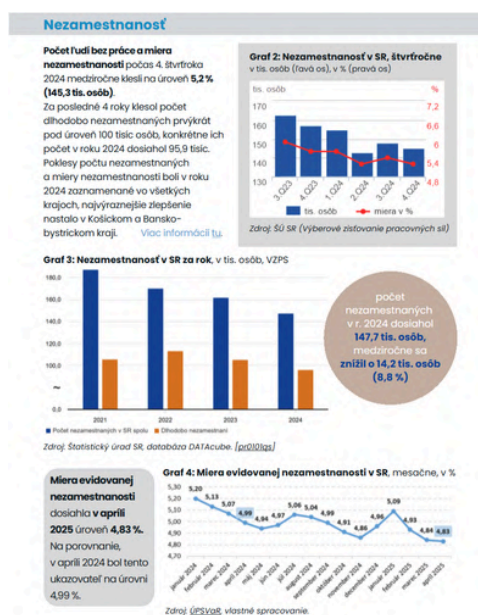 Nezamestnanosť
Počet ľudí bez práce a miera
nezamestnanosti počas 4. štvrťroka
2024 medziročne klesli na úroveň 5,2 %
(145,3 tis. osôb).
Za posledné 4 roky klesol počet
dlhodobo nezamestnaných prvýkrát
pod úroveň 100 tisíc osôb, konkrétne ich
počet v roku 2024 dosiahol 95,9 tisíc.
Poklesy počtu nezamestnaných
a miery nezamestnanosti boli v roku
2024 zaznamenané vo všetkých
krajoch, najvýraznejšie zlepšenie
nastalo v Košickom a Bansko-
bystrickom kraji. Viac informácií tu.
Graf 2: Nezamestnanosť v SR, štvrťročne
v tis. osôb (ľavá os), v % (pravá os)
tis. osôb %
170 7,2
160 6,6
150 6
140 5,4
130 4,8
3.Q23 4.Q23 1.Q24 2.Q24 3.Q24 4.Q24
tis. osôb miera v %
Zdroj: ŠÚ SR (Výberové zisťovanie pracovných síl)
Graf 3: Nezamestnanosť v SR za rok, v tis. osôb, VZPS
180,0
160,0
140,0
120,0
100,0
~
0,0
2021 2022 2023 2024
Počet nezamestnaných v SR spolu Dlhodobo nezamestnaní
Zdroj: Štatistický úrad SR, databáza DATAcube. [pr0101qs]
počet
nezamestnaných
v r. 2024 dosiahol
147,7 tis. osôb,
medziročne sa
znížil o 14,2 tis. osôb
(8,8 %)
Miera evidovanej
nezamestnanosti
dosiahla v apríli
2025 úroveň 4,83 %.
Na porovnanie,
v apríli 2024 bol tento
ukazovateľ na úrovni
4,99 %.
Graf 4: Miera evidovanej nezamestnanosti v SR, mesačne, v %
5,30
5,20
5,10
5,00
4,90
4,80
4,70
5,20 5,13 5,07 4,99 4,94 4,97 5,06 5,04 4,99 4,91 4,86 4,96 5,09 4,93 4,84 4,83
január 2024 február 2024 marec 2024 apríl 2024 máj 2024 jún 2024 júl 2024 august 2024 september 2024 október 2024 november 2024 december 2024 január 2025 február 2025 marec 2025 apríl 2025
Zdroj: ÚPSVaR, vlastné spracovanie.